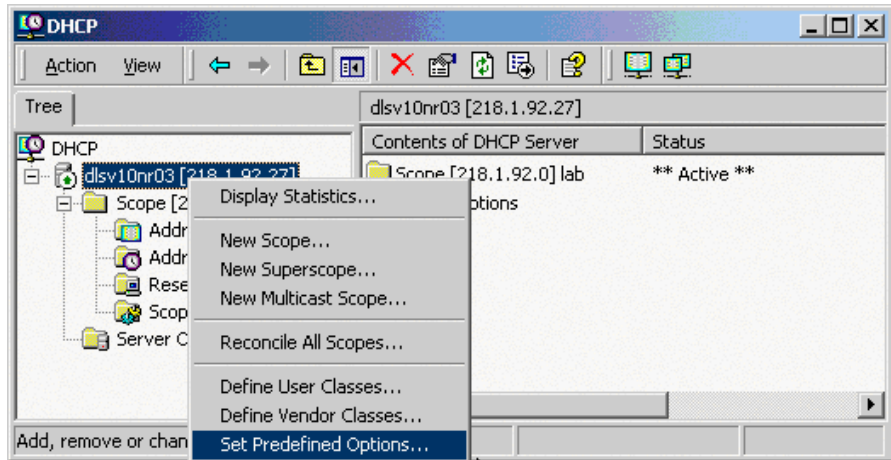 DHCP
Action View
Tree
dlsv10nr03 [218.1.92.27]
DHCP
Contents of DHCP Server Status
dlsv10nr03 [218.1.92.27]
Scope [218.1.92.0] lab ** Active **
Scope [2
ptions
Addr
Addr
Rese
Scop
Server C
Display Statistics...
New Scope...
New Superscope...
New Multicast Scope...
Reconcile All Scopes...
Define User Classes...
Define Vendor Classes...
Set Predefined Options...
Add, remove or chan